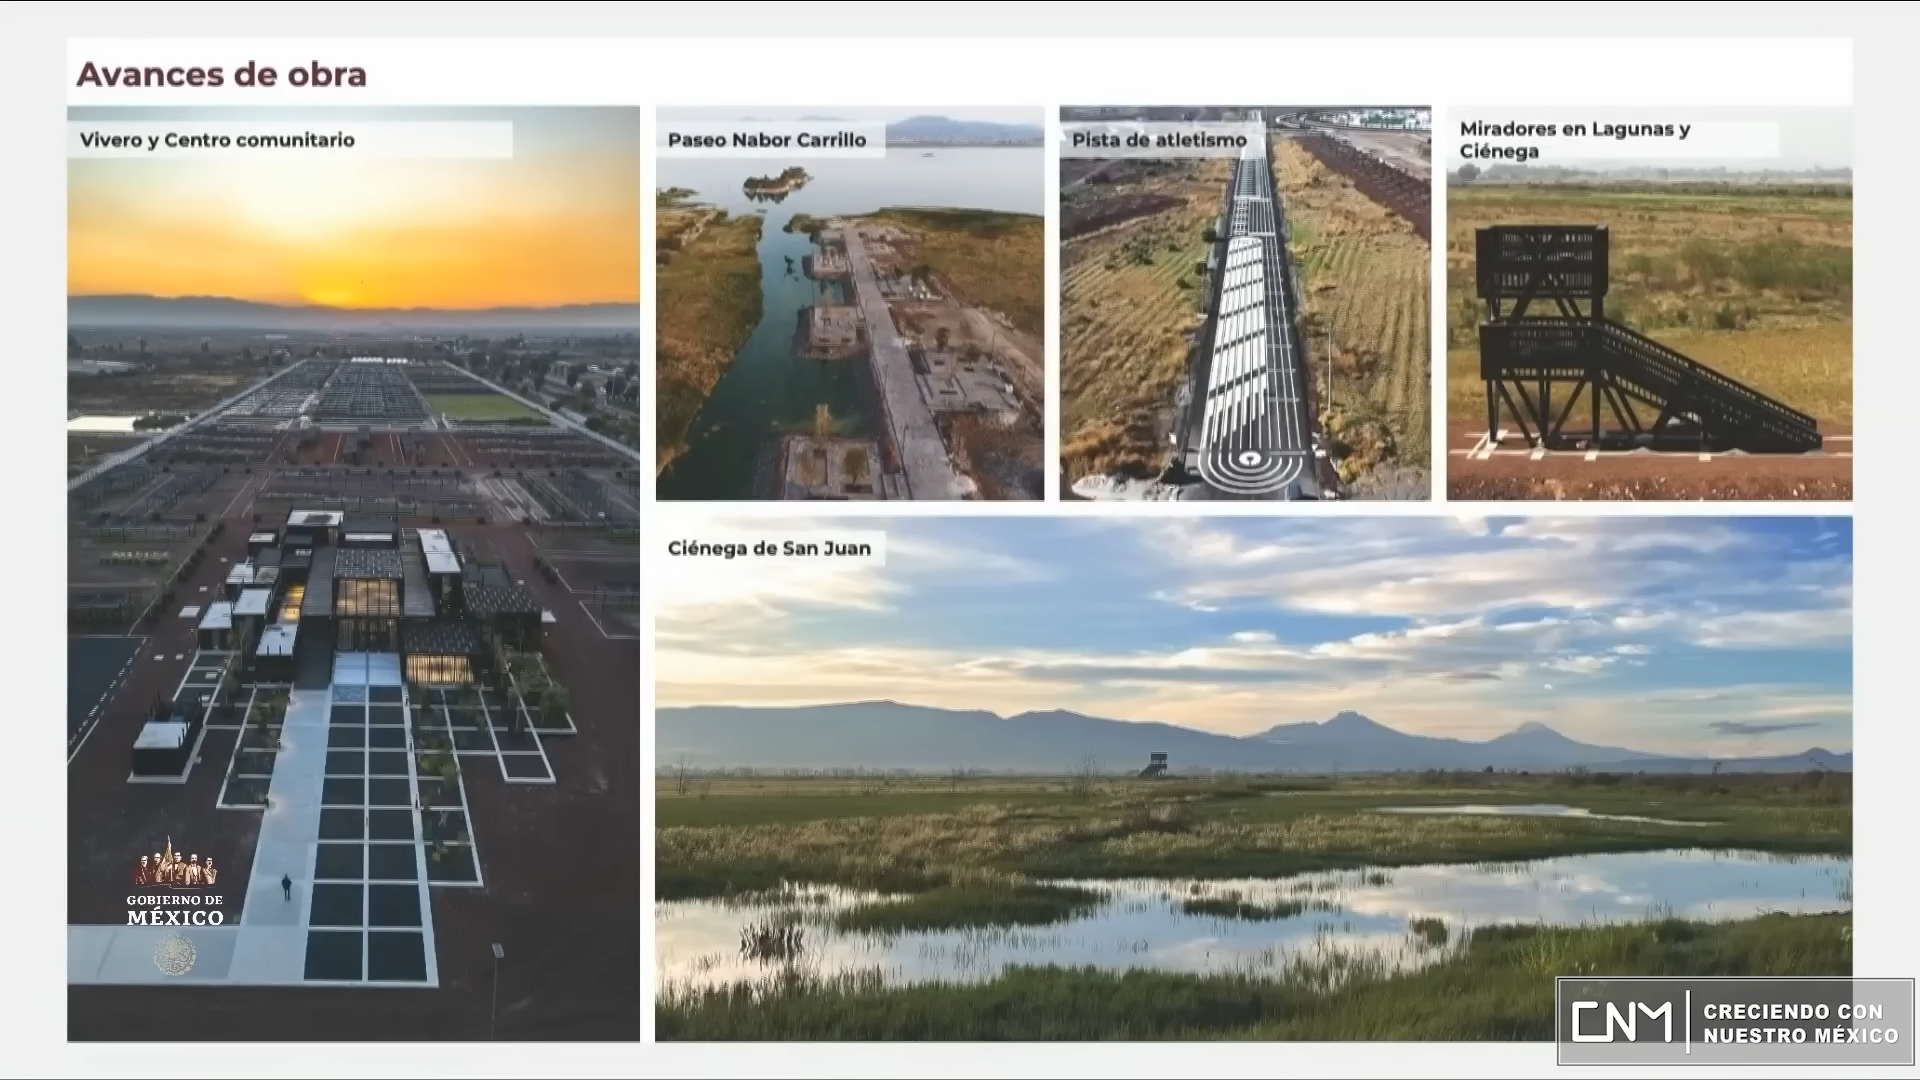 Avances de obra
Vivero y Centro comunitario
Paseo Nabor Carrillo
Pista de atletismo
Miradores en Lagunas y
Ciénega
Ciénega de San Juan
GOBIERNO DE
MÉXICO
CNM
CRECIENDO CON
NUESTRO MÉXICO